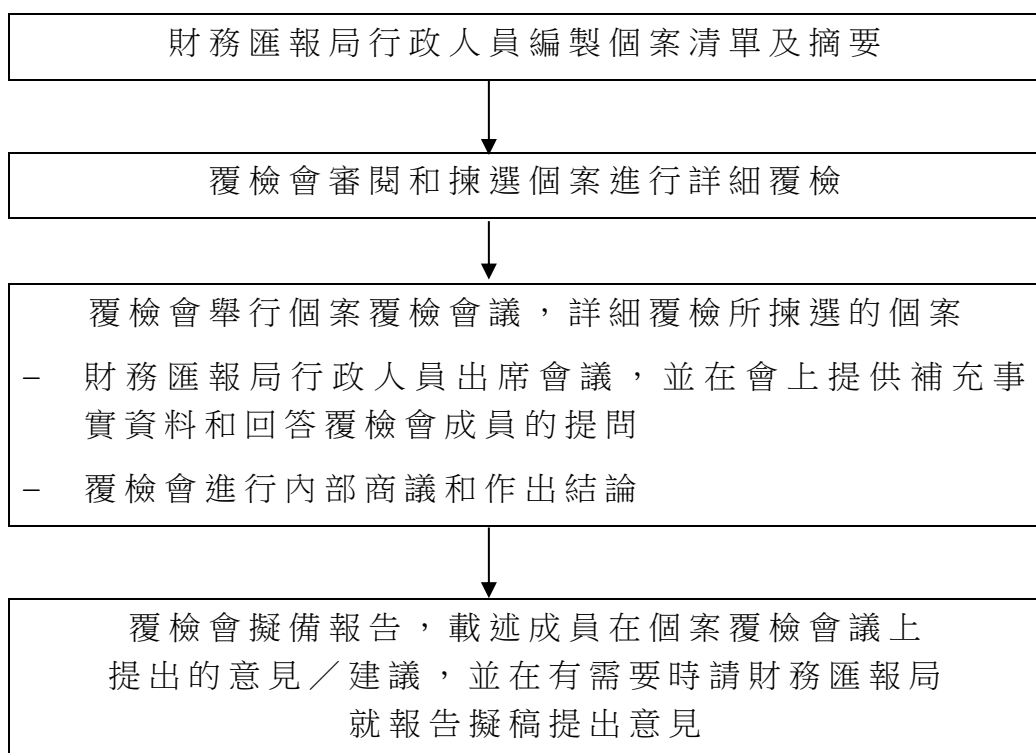 財務匯報局行政人員編製個案清單及摘要
覆檢會審閱和揀選個案進行詳細覆檢
覆檢會舉行個案覆檢會議，詳細覆檢所揀選的個案
– 財務匯報局行政人員出席會議，並在會上提供補充事
實資料和回答覆檢會成員的提問
– 覆檢會進行內部商議和作出結論
覆檢會擬備報告，載述成員在個案覆檢會議上
提出的意見／建議，並在有需要時請財務匯報局
就報告擬稿提出意見